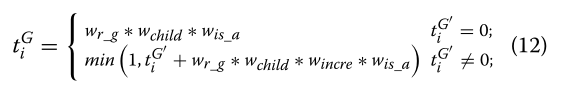 t_i^G = { w_{r_g} * w_{child} * w_{is_a}    t_i^{G'} = 0;
min(1, t_i^{G'} + w_{r_g} * w_{child} * w_{incre} * w_{is_a})    t_i^{G'} ≠ 0;    (12)